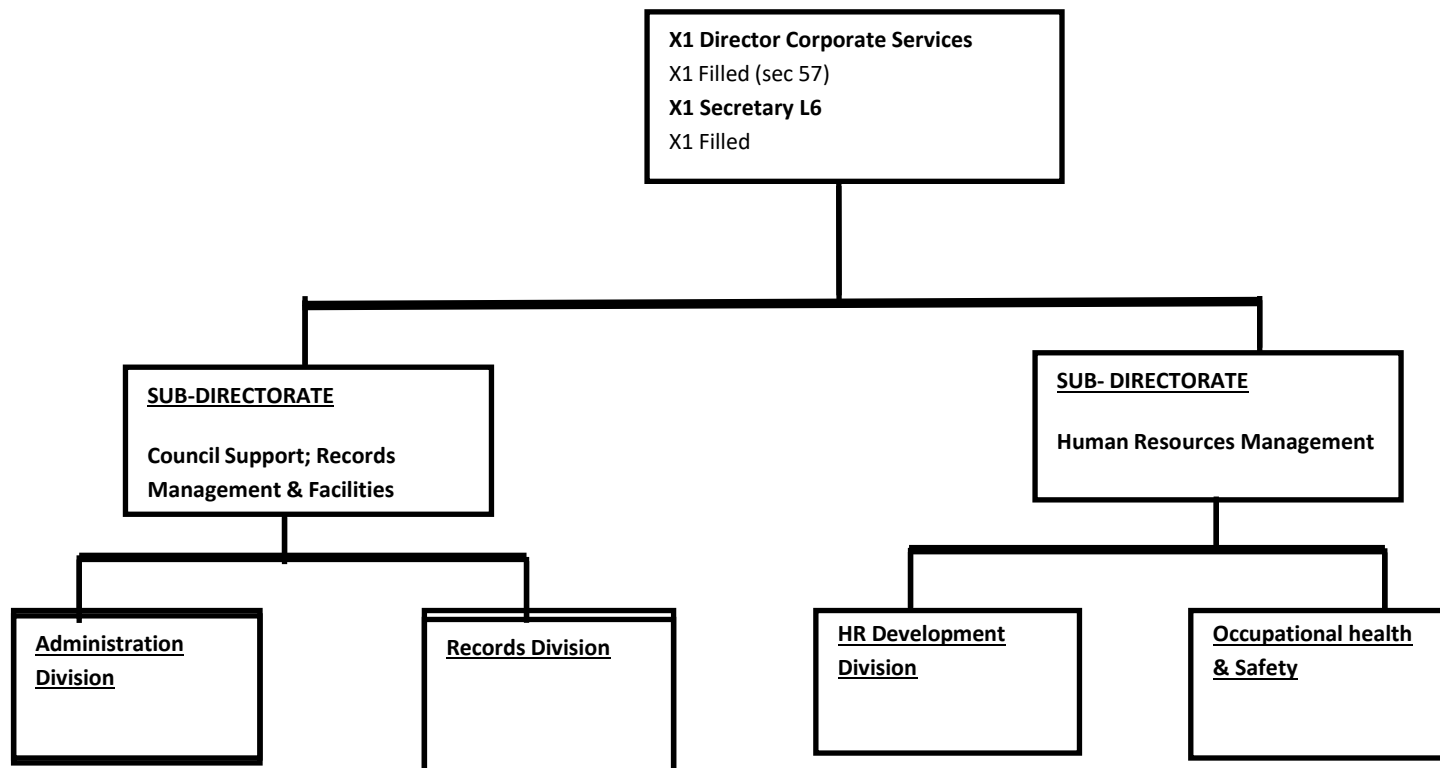 X1 Director Corporate Services
X1 Filled (sec 57)
X1 Secretary L6
X1 Filled
SUB-DIRECTORATE
Council Support; Records
Management & Facilities
SUB- DIRECTORATE
Human Resources Management
Administration
Division
Records Division
HR Development
Division
Occupational health
& Safety